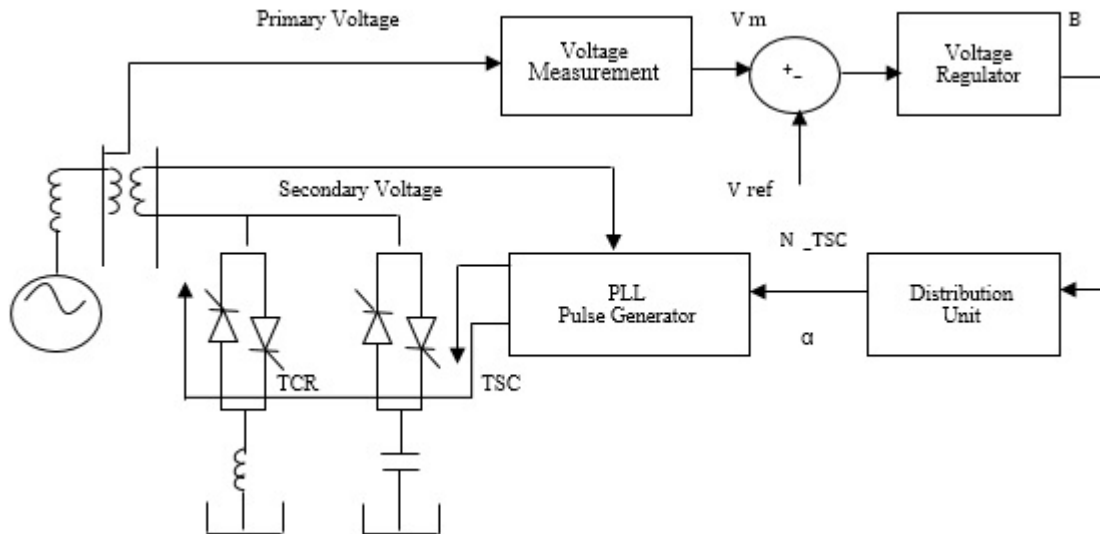 Primary Voltage
Voltage
Measurement
V m
+
-
Voltage
Regulator
B
Secondary Voltage
V ref
N _TSC
PLL
Pulse Generator
Distribution
Unit
α
TCR
TSC